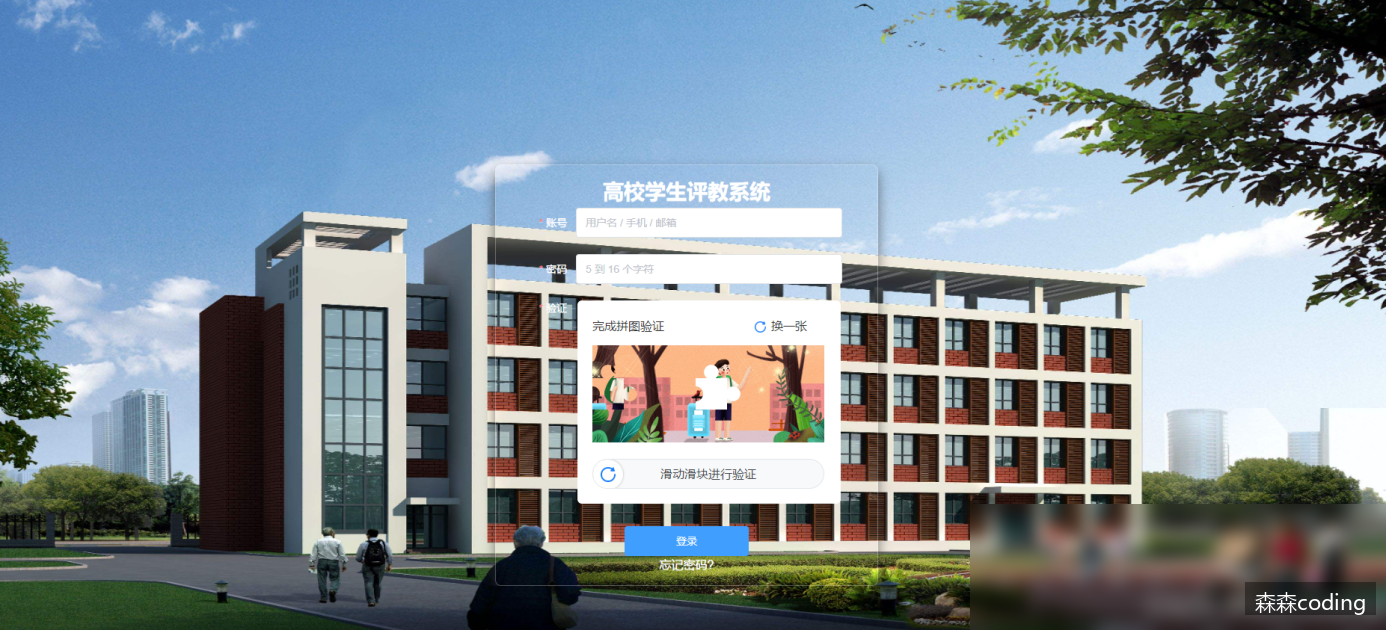 高校学生评教系统
* 账号 用户名 / 手机 / 邮箱
* 密码 5 到 16 个字符
* 验证
完成拼图验证 换一张
滑动滑块进行验证
登录
忘记密码?
森森coding